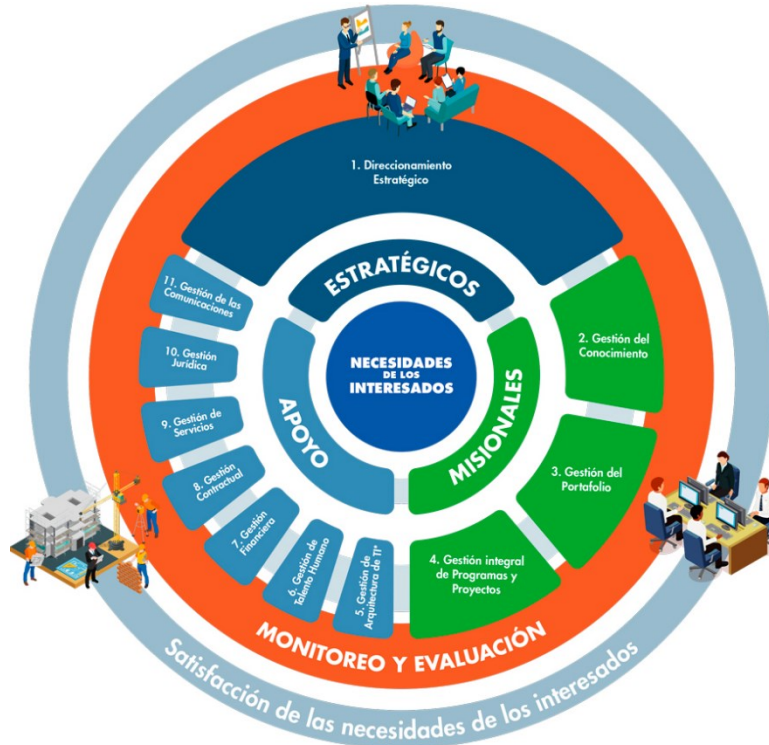 1. Direccionamiento
Estratégico
ESTRATÉGICOS
NECESIDADES
DE LOS
INTERESADOS
MISIONALES
APOYO
2. Gestión del
Conocimiento
3. Gestión del
Portafolio
4. Gestión integral
de Programas y
Proyectos
5. Gestión de
Arquitectura de TI*
6. Gestión de
Talento Humano
7. Gestión
Financiera
8. Gestión
Contractual
9. Gestión de
Servicios
10. Gestión
Jurídica
11. Gestión de las
Comunicaciones
MONITOREO Y EVALUACIÓN
Satisfacción de las necesidades de los interesados